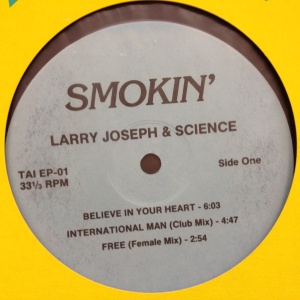 SMOKIN'
LARRY JOSEPH & SCIENCE
TAI EP-01
33⅓ RPM
Side One
BELIEVE IN YOUR HEART - 6:03
INTERNATIONAL MAN (Club Mix) - 4:47
FREE (Female Mix) - 2:54